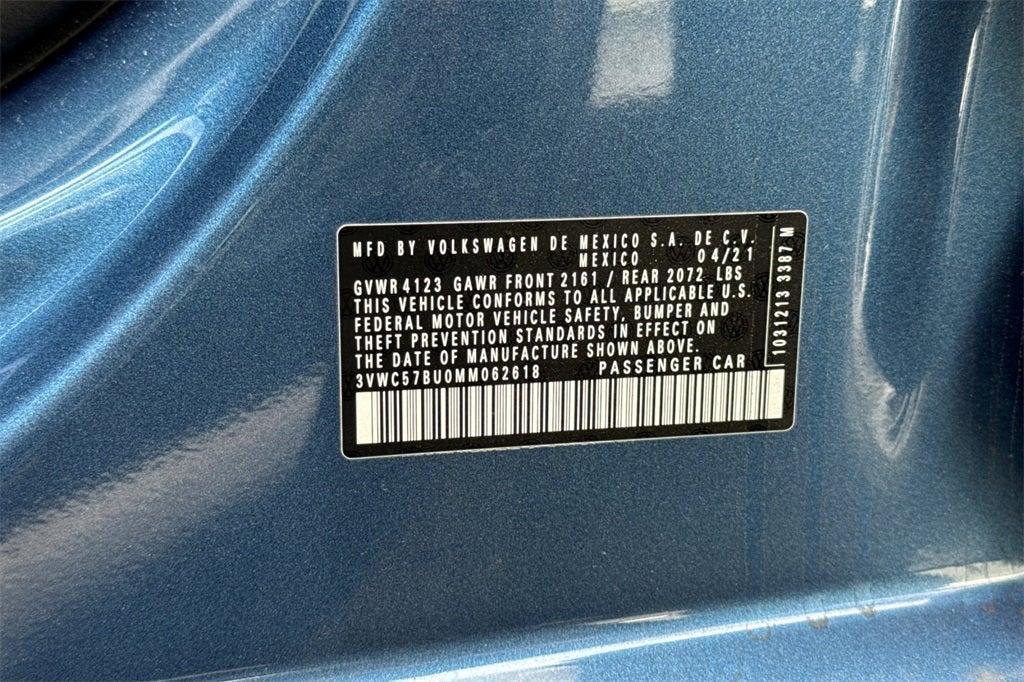 MFD BY VOLKSWAGEN DE MEXICO S.A. DE C.V.
MEXICO 04/21
GVWR 4123 GAWR FRONT 2161 / REAR 2072 LBS
THIS VEHICLE CONFORMS TO ALL APPLICABLE U.S.
FEDERAL MOTOR VEHICLE SAFETY, BUMPER AND
THEFT PREVENTION STANDARDS IN EFFECT ON
THE DATE OF MANUFACTURE SHOWN ABOVE.
3VWC57BU0MM062618 PASSENGER CAR
1031213 3387 M